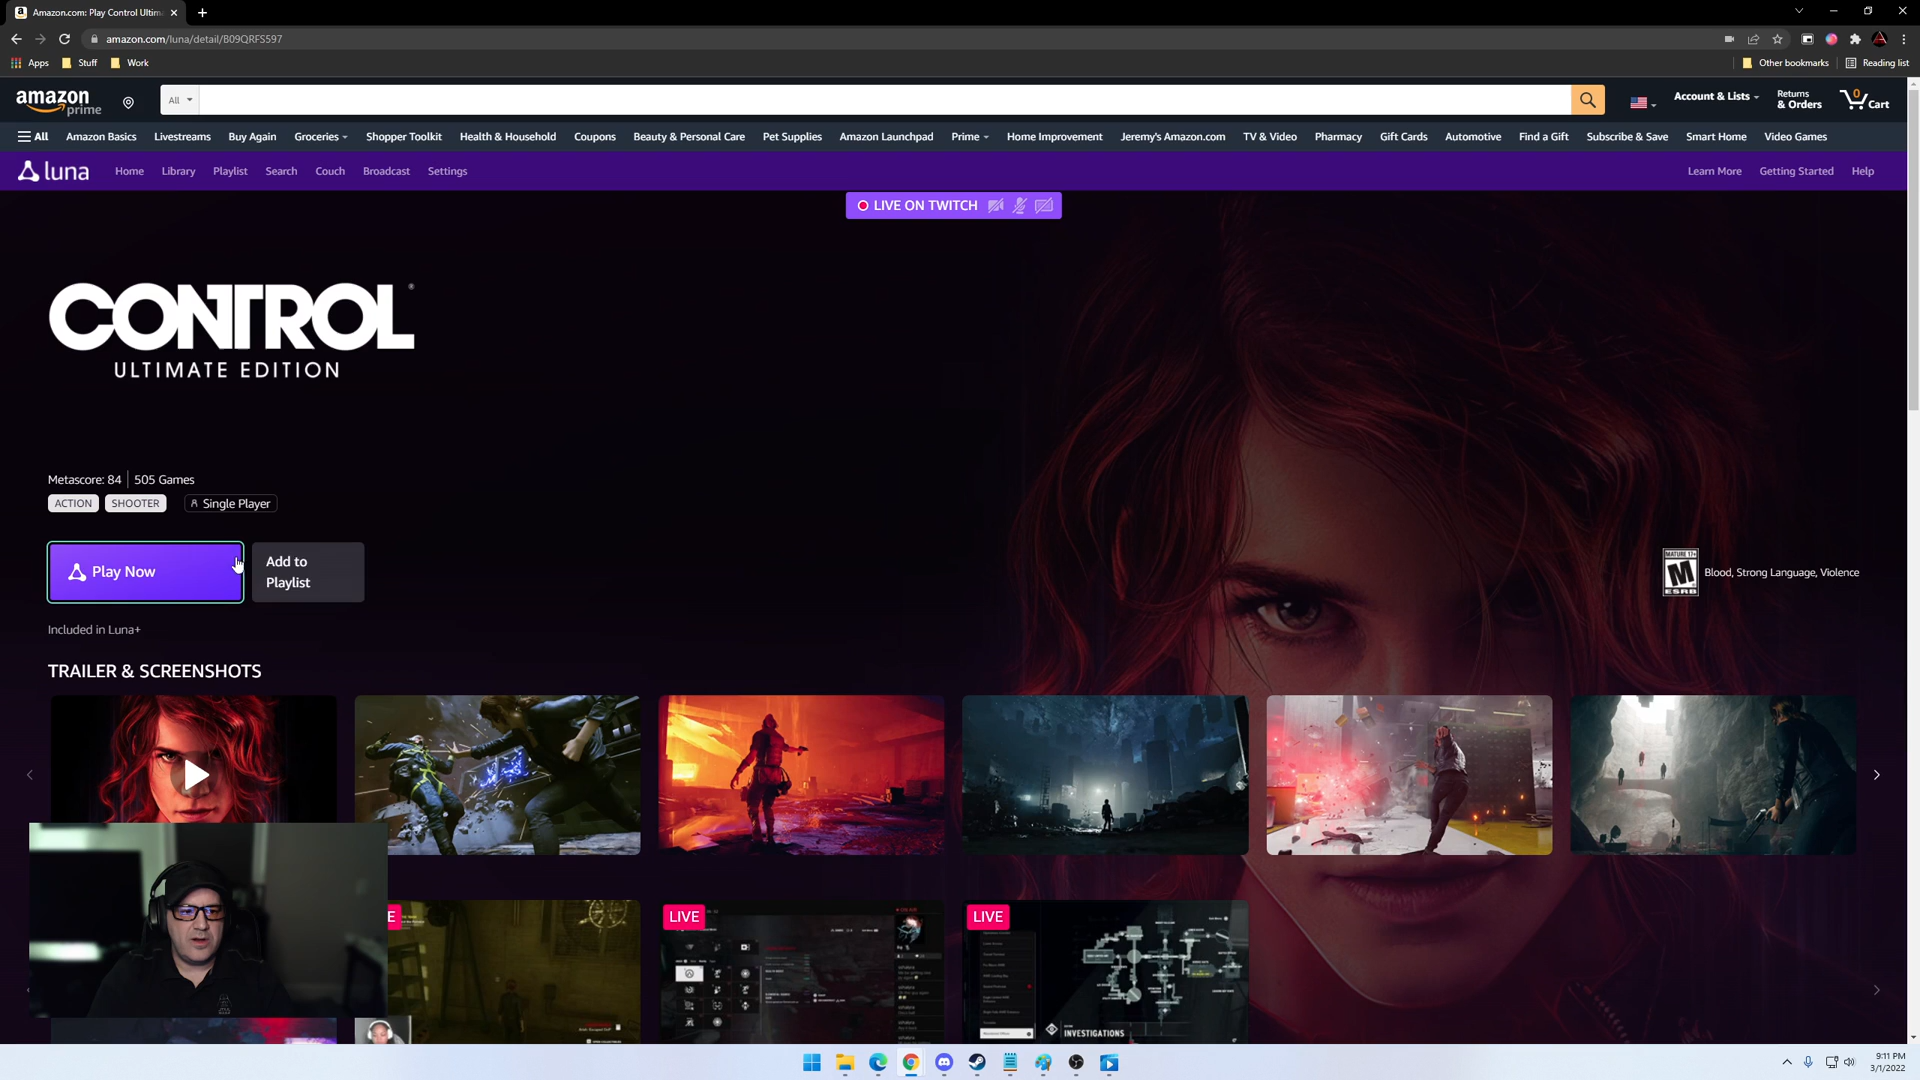 Amazon.com: Play Control Ultim
amazon.com/luna/detail/B09QRFS597
Apps Stuff Work
Other bookmarks Reading list
amazon prime
All
Account & Lists
Returns & Orders
0 Cart
All Amazon Basics Livestreams Buy Again Groceries Shopper Toolkit Health & Household Coupons Beauty & Personal Care Pet Supplies Amazon Launchpad Prime Home Improvement Jeremy's Amazon.com TV & Video Pharmacy Gift Cards Automotive Find a Gift Subscribe & Save Smart Home Video Games
luna Home Library Playlist Search Couch Broadcast Settings
Learn More Getting Started Help
LIVE ON TWITCH
CONTROL
ULTIMATE EDITION
Metascore: 84 505 Games
ACTION SHOOTER Single Player
Play Now
Add to
Playlist
MATURE 17+
M
ESRB
Blood, Strong Language, Violence
Included in Luna+
TRAILER & SCREENSHOTS
E
LIVE
LIVE
INVESTIGATIONS
9:11 PM
3/1/2022